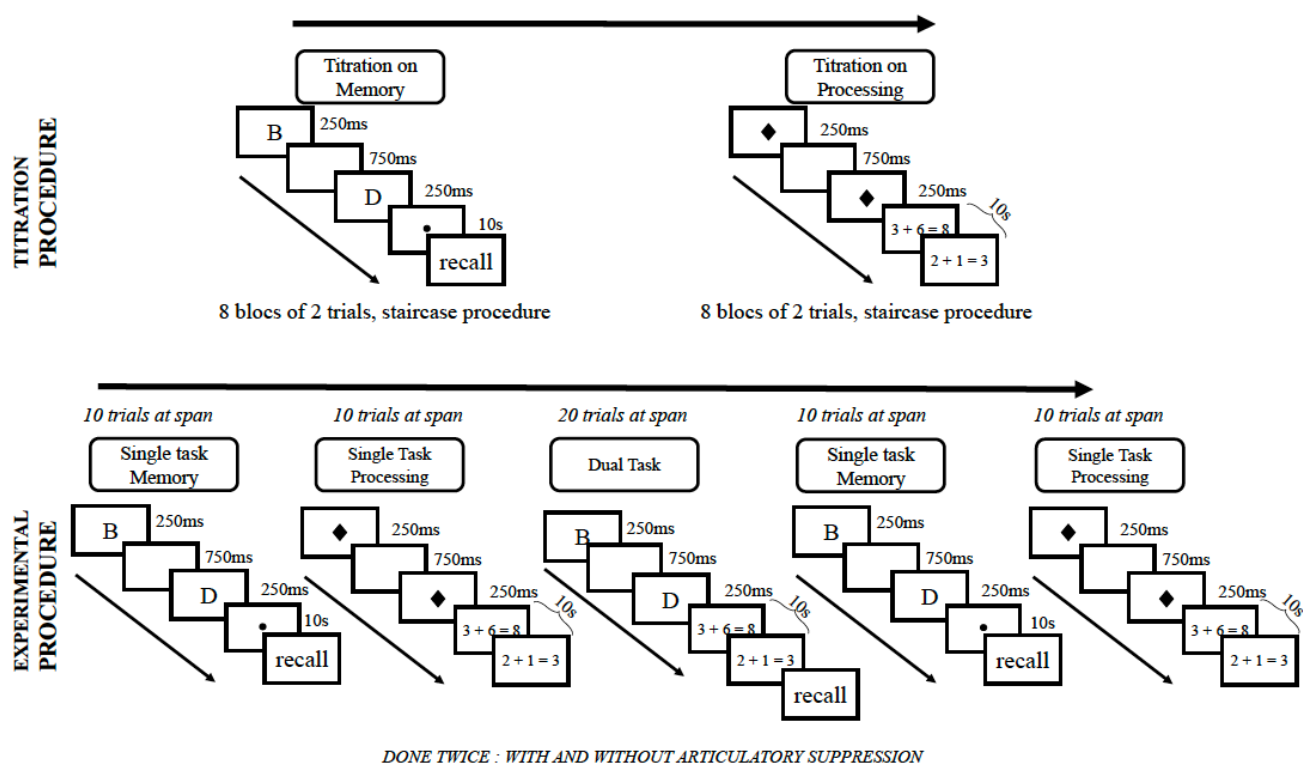 TITRATION
PROCEDURE
Titration on
Memory
B
250ms
750ms
D
250ms
10s
recall
8 blocs of 2 trials, staircase procedure
Titration on
Processing
250ms
750ms
250ms
10s
3 + 6 = 8
2 + 1 = 3
8 blocs of 2 trials, staircase procedure
EXPERIMENTAL
PROCEDURE
10 trials at span
Single task
Memory
B
250ms
750ms
D
250ms
10s
recall
10 trials at span
Single Task
Processing
250ms
750ms
250ms
10s
3 + 6 = 8
2 + 1 = 3
20 trials at span
Dual Task
B
250ms
750ms
D
250ms
10s
3 + 6 = 8
2 + 1 = 3
recall
10 trials at span
Single task
Memory
B
250ms
750ms
D
250ms
10s
recall
10 trials at span
Single Task
Processing
250ms
750ms
250ms
10s
3 + 6 = 8
2 + 1 = 3
DONE TWICE : WITH AND WITHOUT ARTICULATORY SUPPRESSION